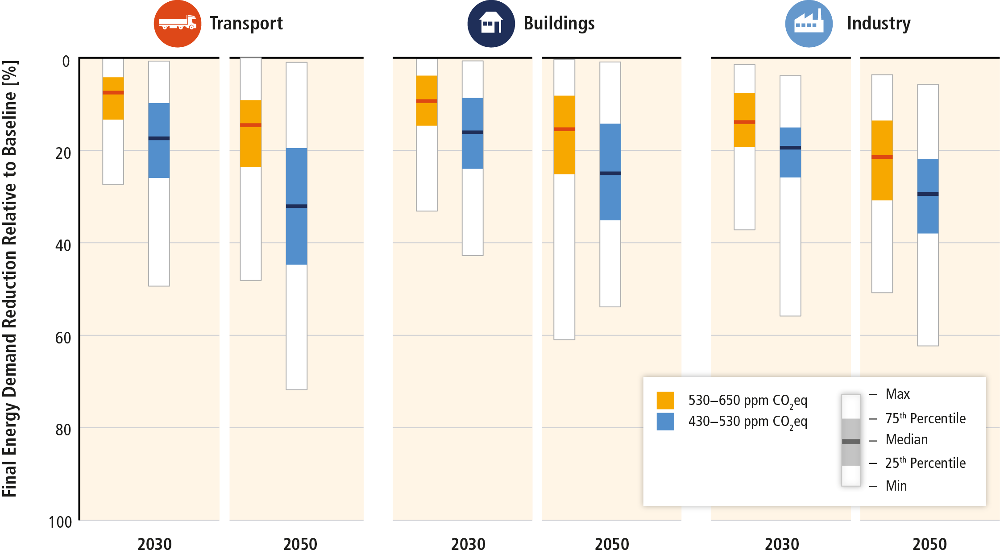 Transport
Buildings
Industry
Final Energy Demand Reduction Relative to Baseline [%]
0
20
40
60
80
100
530–650 ppm CO₂eq
430–530 ppm CO₂eq
Max
75th Percentile
Median
25th Percentile
Min
2030
2050
2030
2050
2030
2050